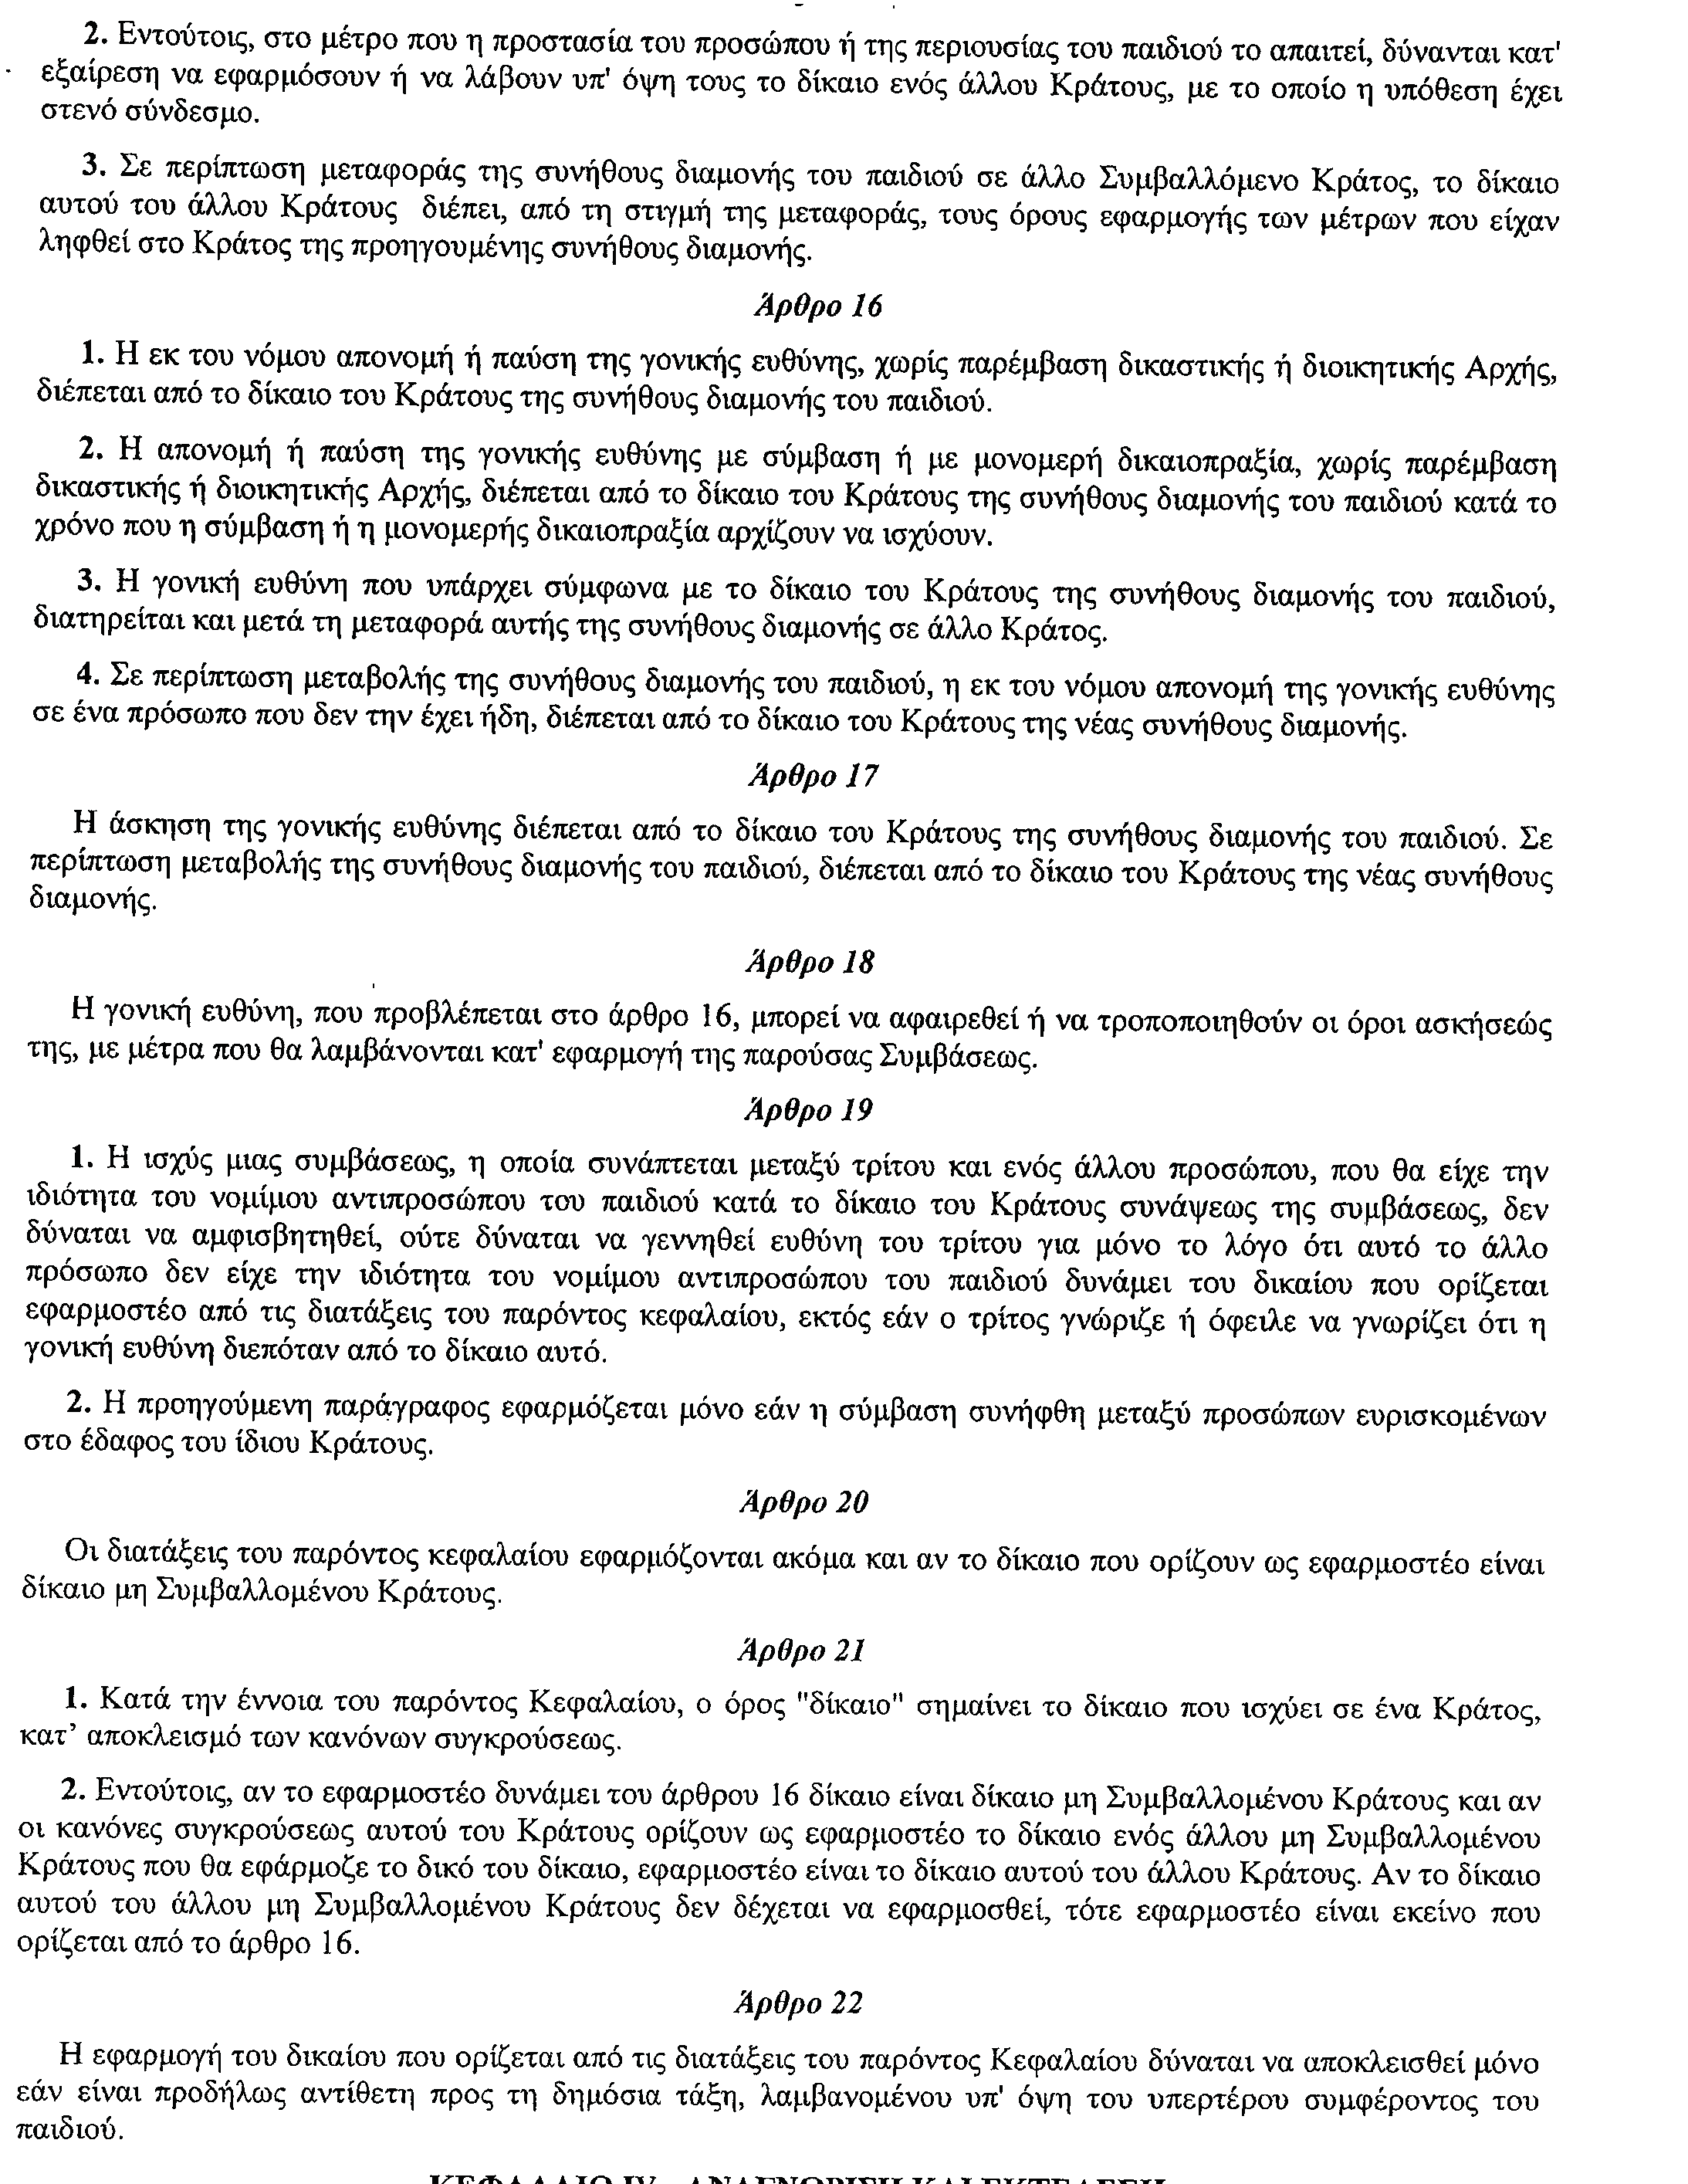 2. Εντούτοις, στο μέτρο που η προστασία του προσώπου ή της περιουσίας του παιδιού το απαιτεί, δύνανται κατ'
εξαίρεση να εφαρμόσουν ή να λάβουν υπ' όψη τους το δίκαιο ενός άλλου Κράτους, με το οποίο η υπόθεση έχει
στενό σύνδεσμο.
3. Σε περίπτωση μεταφοράς της συνήθους διαμονής του παιδιού σε άλλο Συμβαλλόμενο Κράτος, το δίκαιο
αυτού του άλλου Κράτους διέπει, από τη στιγμή της μεταφοράς, τους όρους εφαρμογής των μέτρων που είχαν
ληφθεί στο Κράτος της προηγουμένης συνήθους διαμονής.
Άρθρο 16
1. Η εκ του νόμου απονομή ή παύση της γονικής ευθύνης, χωρίς παρέμβαση δικαστικής ή διοικητικής Αρχής,
διέπεται από το δίκαιο του Κράτους της συνήθους διαμονής του παιδιού.
2. Η απονομή ή παύση της γονικής ευθύνης με σύμβαση ή με μονομερή δικαιοπραξία, χωρίς παρέμβαση
δικαστικής ή διοικητικής Αρχής, διέπεται από το δίκαιο του Κράτους της συνήθους διαμονής του παιδιού κατά το
χρόνο που η σύμβαση ή η μονομερής δικαιοπραξία αρχίζουν να ισχύουν.
3. Η γονική ευθύνη που υπάρχει σύμφωνα με το δίκαιο του Κράτους της συνήθους διαμονής του παιδιού,
διατηρείται και μετά τη μεταφορά αυτής της συνήθους διαμονής σε άλλο Κράτος.
4. Σε περίπτωση μεταβολής της συνήθους διαμονής του παιδιού, η εκ του νόμου απονομή της γονικής ευθύνης
σε ένα πρόσωπο που δεν την έχει ήδη, διέπεται από το δίκαιο του Κράτους της νέας συνήθους διαμονής.
Άρθρο 17
Η άσκηση της γονικής ευθύνης διέπεται από το δίκαιο του Κράτους της συνήθους διαμονής του παιδιού. Σε
περίπτωση μεταβολής της συνήθους διαμονής του παιδιού, διέπεται από το δίκαιο του Κράτους της νέας συνήθους
διαμονής.
Άρθρο 18
Η γονική ευθύνη, που προβλέπεται στο άρθρο 16, μπορεί να αφαιρεθεί ή να τροποποιηθούν οι όροι ασκήσεώς
της, με μέτρα που θα λαμβάνονται κατ' εφαρμογή της παρούσας Συμβάσεως.
Άρθρο 19
1. Η ισχύς μιας συμβάσεως, η οποία συνάπτεται μεταξύ τρίτου και ενός άλλου προσώπου, που θα είχε την
ιδιότητα του νομίμου αντιπροσώπου του παιδιού κατά το δίκαιο του Κράτους συνάψεως της συμβάσεως, δεν
δύναται να αμφισβητηθεί, ούτε δύναται να γεννηθεί ευθύνη του τρίτου για μόνο το λόγο ότι αυτό το άλλο
πρόσωπο δεν είχε την ιδιότητα του νομίμου αντιπροσώπου του παιδιού δυνάμει του δικαίου που ορίζεται
εφαρμοστέο από τις διατάξεις του παρόντος κεφαλαίου, εκτός εάν ο τρίτος γνώριζε ή όφειλε να γνωρίζει ότι η
γονική ευθύνη διεπόταν από το δίκαιο αυτό.
2. Η προηγούμενη παράγραφος εφαρμόζεται μόνο εάν η σύμβαση συνήφθη μεταξύ προσώπων ευρισκομένων
στο έδαφος του ίδιου Κράτους.
Άρθρο 20
Οι διατάξεις του παρόντος κεφαλαίου εφαρμόζονται ακόμα και αν το δίκαιο που ορίζουν ως εφαρμοστέο είναι
δίκαιο μη Συμβαλλομένου Κράτους.
Άρθρο 21
1. Κατά την έννοια του παρόντος Κεφαλαίου, ο όρος "δίκαιο" σημαίνει το δίκαιο που ισχύει σε ένα Κράτος,
κατ’ αποκλεισμό των κανόνων συγκρούσεως.
2. Εντούτοις, αν το εφαρμοστέο δυνάμει του άρθρου 16 δίκαιο είναι δίκαιο μη Συμβαλλομένου Κράτους και αν
οι κανόνες συγκρούσεως αυτού του Κράτους ορίζουν ως εφαρμοστέο το δίκαιο ενός άλλου μη Συμβαλλομένου
Κράτους που θα εφάρμοζε το δικό του δίκαιο, εφαρμοστέο είναι το δίκαιο αυτού του άλλου Κράτους. Αν το δίκαιο
αυτού του άλλου μη Συμβαλλομένου Κράτους δεν δέχεται να εφαρμοσθεί, τότε εφαρμοστέο είναι εκείνο που
ορίζεται από το άρθρο 16.
Άρθρο 22
Η εφαρμογή του δικαίου που ορίζεται από τις διατάξεις του παρόντος Κεφαλαίου δύναται να αποκλεισθεί μόνο
εάν είναι προδήλως αντίθετη προς τη δημόσια τάξη, λαμβανομένου υπ' όψη του υπερτέρου συμφέροντος του
παιδιού.